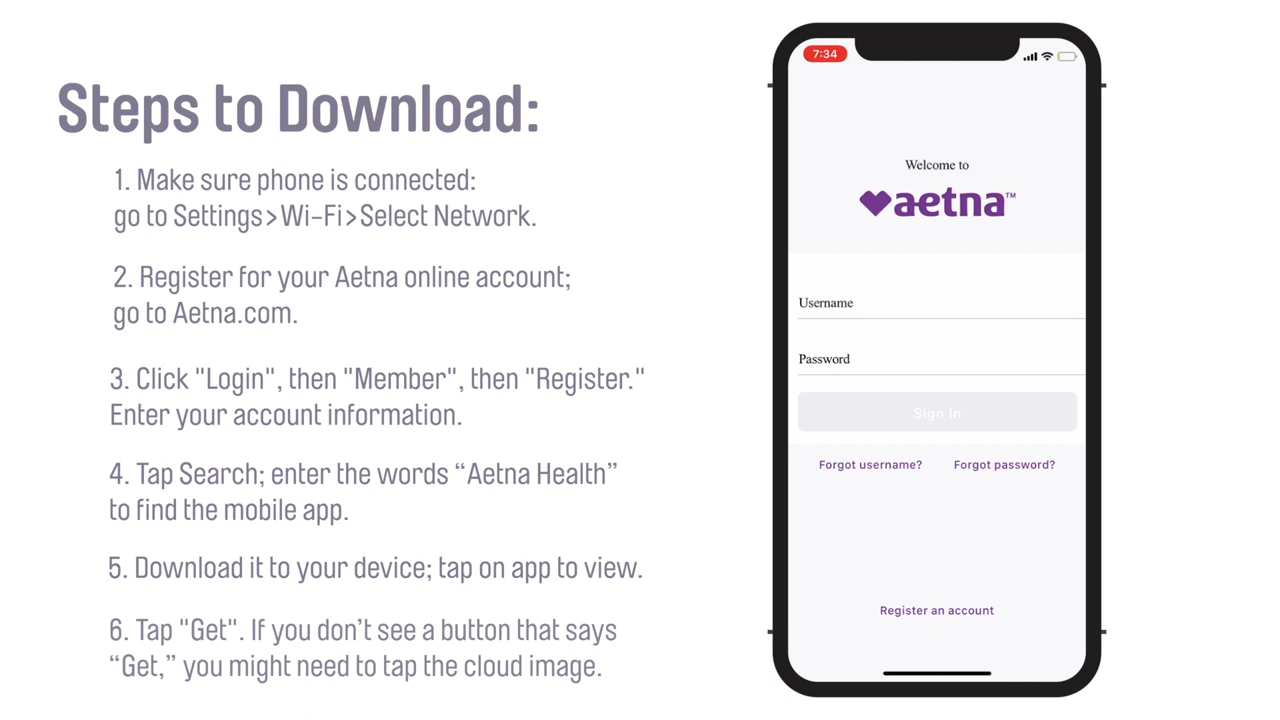 Steps to Download:
1. Make sure phone is connected:
go to Settings>Wi-Fi>Select Network.
2. Register for your Aetna online account;
go to Aetna.com.
3. Click "Login", then "Member", then "Register."
Enter your account information.
4. Tap Search; enter the words “Aetna Health”
to find the mobile app.
5. Download it to your device; tap on app to view.
6. Tap "Get". If you don’t see a button that says
“Get,” you might need to tap the cloud image.
7:34
Welcome to
aetna™
Username
Password
Sign In
Forgot username? Forgot password?
Register an account